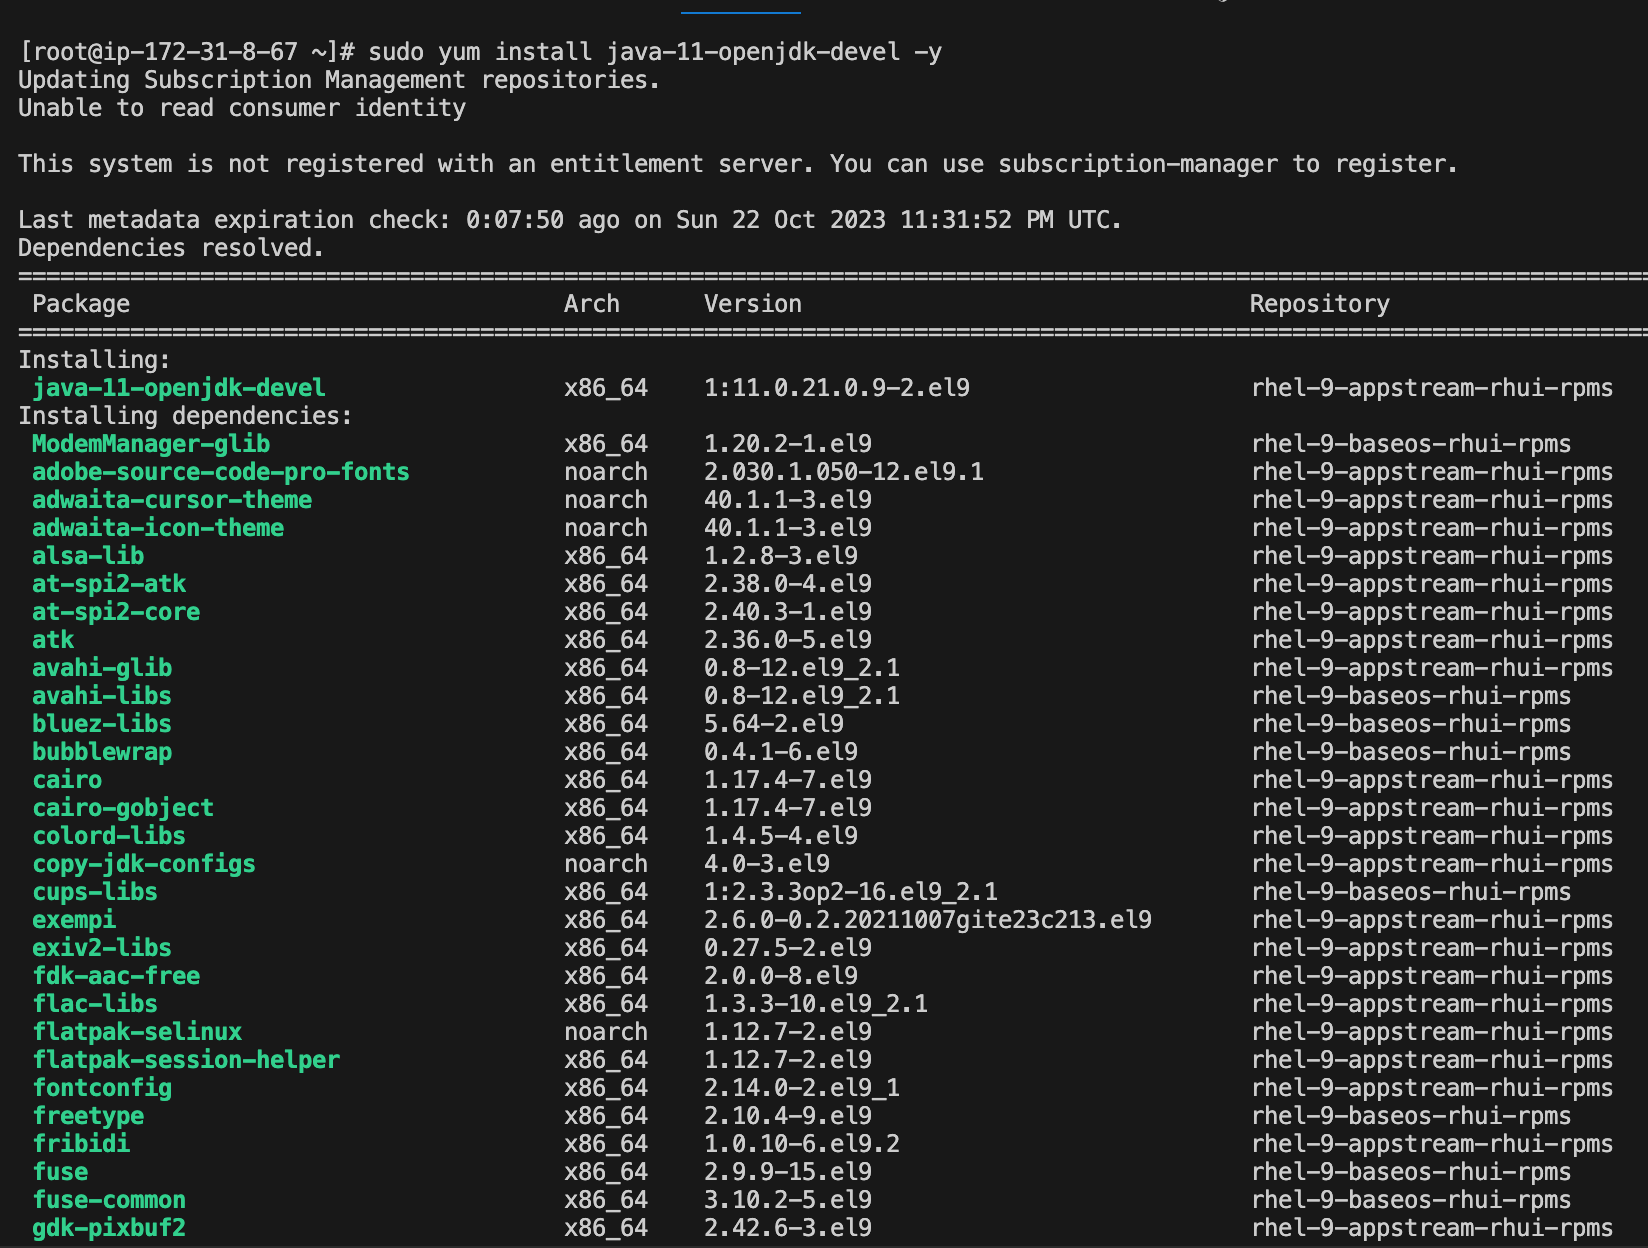 [root@ip-172-31-8-67 ~]# sudo yum install java-11-openjdk-devel -y
Updating Subscription Management repositories.
Unable to read consumer identity
This system is not registered with an entitlement server. You can use subscription-manager to register.
Last metadata expiration check: 0:07:50 ago on Sun 22 Oct 2023 11:31:52 PM UTC.
Dependencies resolved.
Package Arch Version Repository
Installing:
java-11-openjdk-devel x86_64 1:11.0.21.0.9-2.el9 rhel-9-appstream-rhui-rpms
Installing dependencies:
ModemManager-glib x86_64 1.20.2-1.el9 rhel-9-baseos-rhui-rpms
adobe-source-code-pro-fonts noarch 2.030.1.050-12.el9.1 rhel-9-appstream-rhui-rpms
adwaita-cursor-theme noarch 40.1.1-3.el9 rhel-9-appstream-rhui-rpms
adwaita-icon-theme noarch 40.1.1-3.el9 rhel-9-appstream-rhui-rpms
alsa-lib x86_64 1.2.8-3.el9 rhel-9-appstream-rhui-rpms
at-spi2-atk x86_64 2.38.0-4.el9 rhel-9-appstream-rhui-rpms
at-spi2-core x86_64 2.40.3-1.el9 rhel-9-appstream-rhui-rpms
atk x86_64 2.36.0-5.el9 rhel-9-appstream-rhui-rpms
avahi-glib x86_64 0.8-12.el9_2.1 rhel-9-appstream-rhui-rpms
avahi-libs x86_64 0.8-12.el9_2.1 rhel-9-baseos-rhui-rpms
bluez-libs x86_64 5.64-2.el9 rhel-9-baseos-rhui-rpms
bubblewrap x86_64 0.4.1-6.el9 rhel-9-baseos-rhui-rpms
cairo x86_64 1.17.4-7.el9 rhel-9-appstream-rhui-rpms
cairo-gobject x86_64 1.17.4-7.el9 rhel-9-appstream-rhui-rpms
colord-libs x86_64 1.4.5-4.el9 rhel-9-appstream-rhui-rpms
copy-jdk-configs noarch 4.0-3.el9 rhel-9-appstream-rhui-rpms
cups-libs x86_64 1:2.3.3op2-16.el9_2.1 rhel-9-baseos-rhui-rpms
exempi x86_64 2.6.0-0.2.20211007gite23c213.el9 rhel-9-appstream-rhui-rpms
exiv2-libs x86_64 0.27.5-2.el9 rhel-9-appstream-rhui-rpms
fdk-aac-free x86_64 2.0.0-8.el9 rhel-9-appstream-rhui-rpms
flac-libs x86_64 1.3.3-10.el9_2.1 rhel-9-appstream-rhui-rpms
flatpak-selinux noarch 1.12.7-2.el9 rhel-9-appstream-rhui-rpms
flatpak-session-helper x86_64 1.12.7-2.el9 rhel-9-appstream-rhui-rpms
fontconfig x86_64 2.14.0-2.el9_1 rhel-9-appstream-rhui-rpms
freetype x86_64 2.10.4-9.el9 rhel-9-baseos-rhui-rpms
fribidi x86_64 1.0.10-6.el9.2 rhel-9-appstream-rhui-rpms
fuse x86_64 2.9.9-15.el9 rhel-9-baseos-rhui-rpms
fuse-common x86_64 3.10.2-5.el9 rhel-9-baseos-rhui-rpms
gdk-pixbuf2 x86_64 2.42.6-3.el9 rhel-9-appstream-rhui-rpms